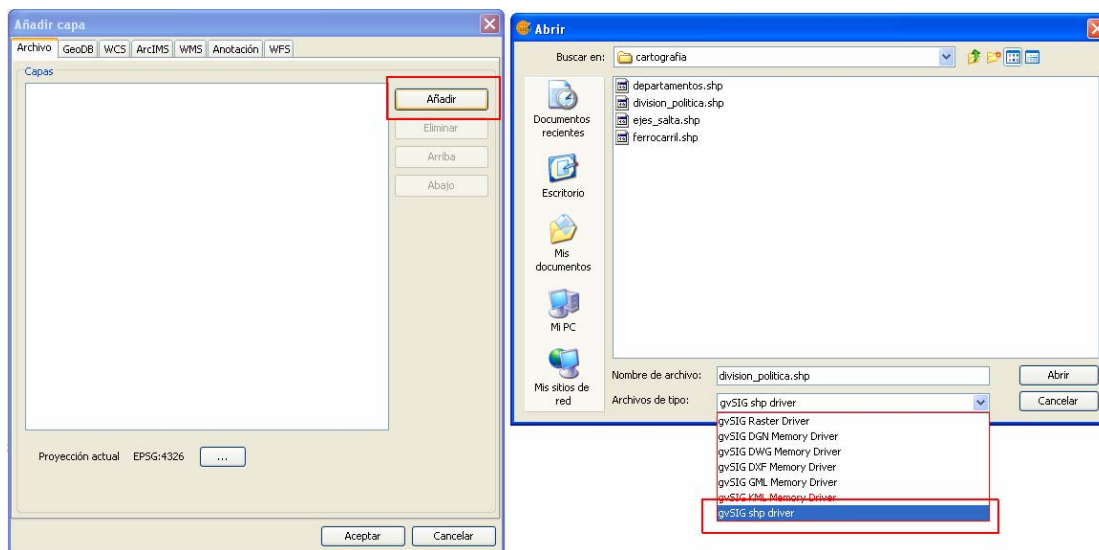 Añadir capa
Archivo GeoDB WCS ArcIMS WMS Anotación WFS
Capas
Añadir
Eliminar
Arriba
Abajo
Proyección actual EPSG:4326 ...
Aceptar Cancelar
Abrir
Buscar en: cartografia
Documentos recientes
Escritorio
Mis documentos
Mi PC
Mis sitios de red
departamentos.shp
division_politica.shp
ejes_salta.shp
ferrocarril.shp
Nombre de archivo: division_politica.shp Abrir
Archivos de tipo: gvSIG shp driver Cancelar
gvSIG Raster Driver
gvSIG DGN Memory Driver
gvSIG DWG Memory Driver
gvSIG DXF Memory Driver
gvSIG GML Memory Driver
gvSIG KML Memory Driver
gvSIG shp driver